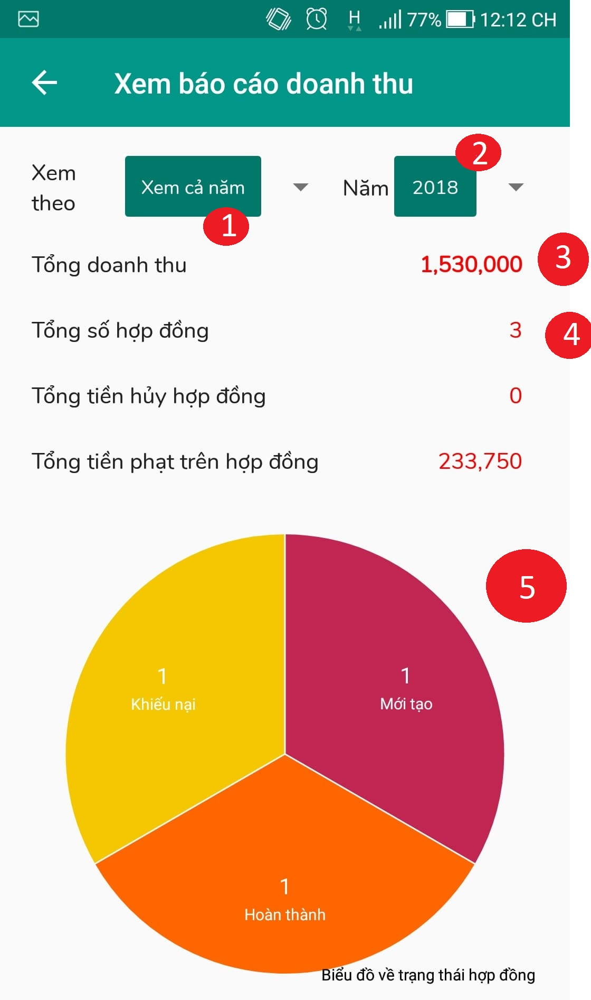 H 77% 12:12 CH
Xem báo cáo doanh thu
2
Xem theo
Xem cả năm
Năm 2018
1
Tổng doanh thu 1,530,000 3
Tổng số hợp đồng 3 4
Tổng tiền hủy hợp đồng 0
Tổng tiền phạt trên hợp đồng 233,750
5
1
Khiếu nại
1
Mới tạo
1
Hoàn thành
Biểu đồ về trạng thái hợp đồng